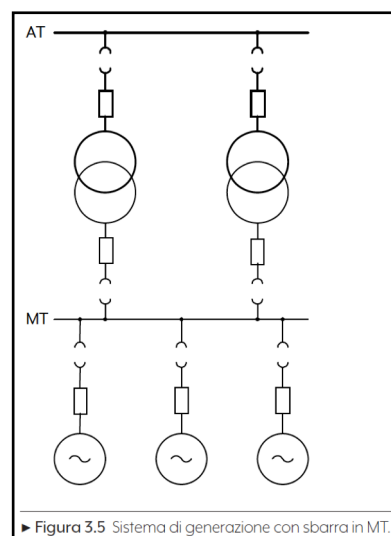 AT
MT
► Figura 3.5 Sistema di generazione con sbarra in MT.